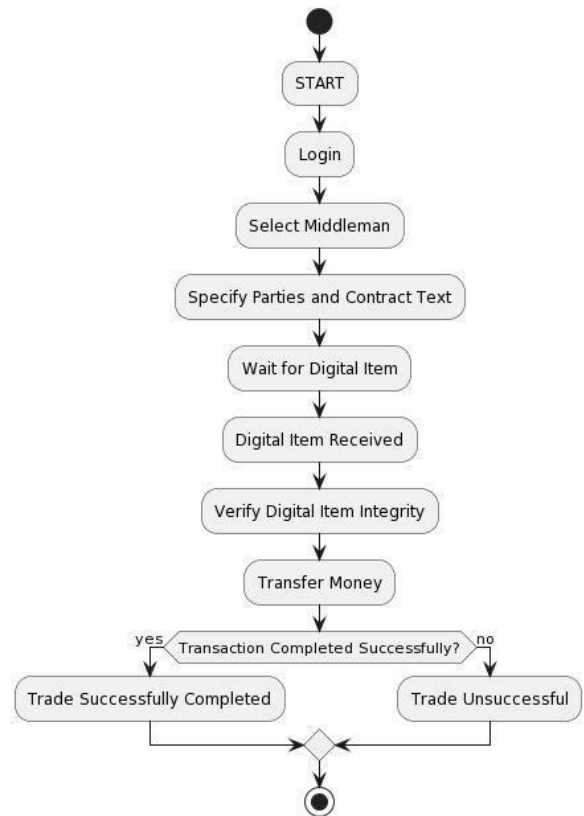 START
Login
Select Middleman
Specify Parties and Contract Text
Wait for Digital Item
Digital Item Received
Verify Digital Item Integrity
Transfer Money
yes
Transaction Completed Successfully?
no
Trade Successfully Completed
Trade Unsuccessful